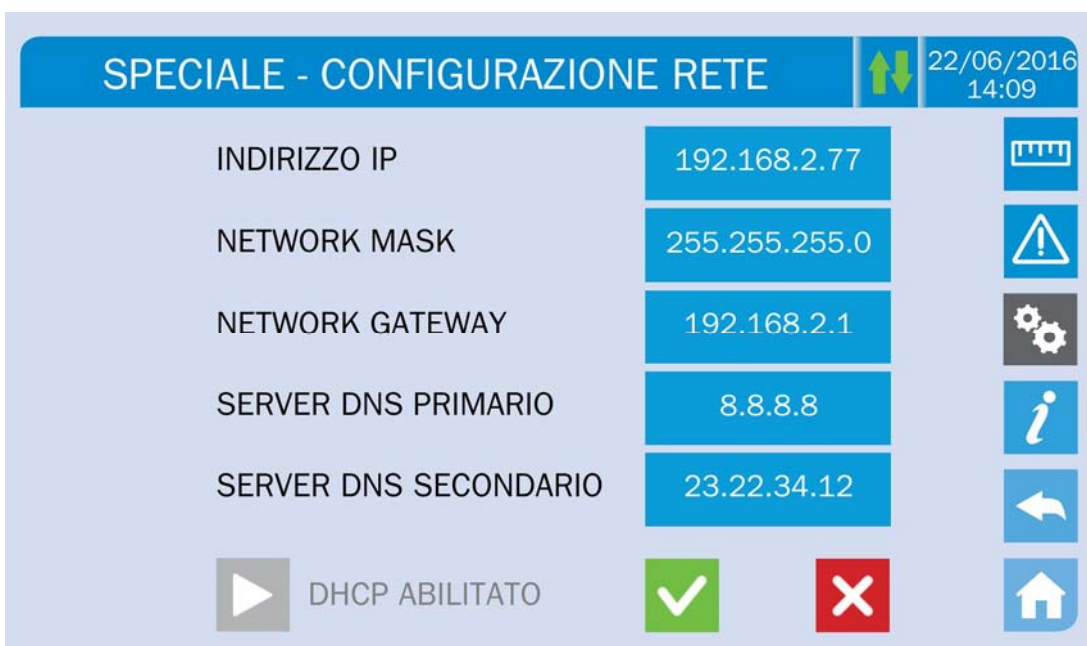 SPECIALE - CONFIGURAZIONE RETE
22/06/2016
14:09
INDIRIZZO IP 192.168.2.77
NETWORK MASK 255.255.255.0
NETWORK GATEWAY 192.168.2.1
SERVER DNS PRIMARIO 8.8.8.8
SERVER DNS SECONDARIO 23.22.34.12
DHCP ABILITATO